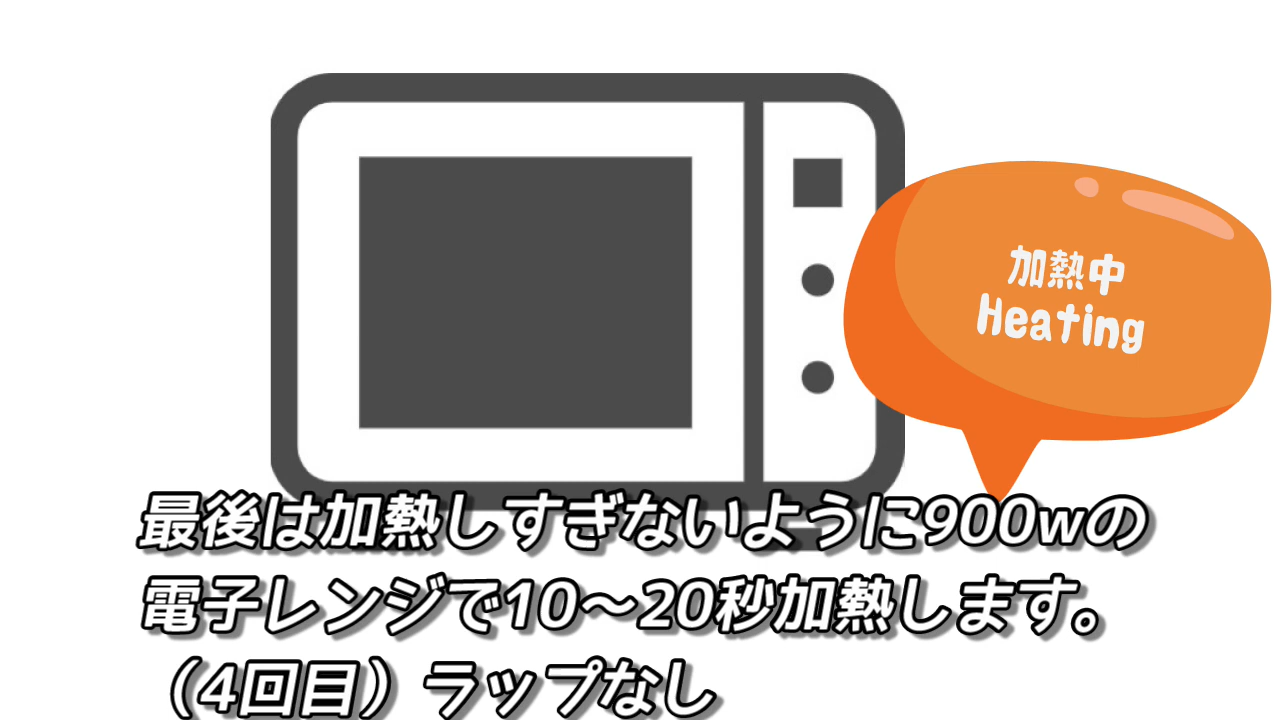 加熱中
Heating
最後は加熱しすぎないように900wの
電子レンジで10～20秒加熱します。
（4回目）ラップなし